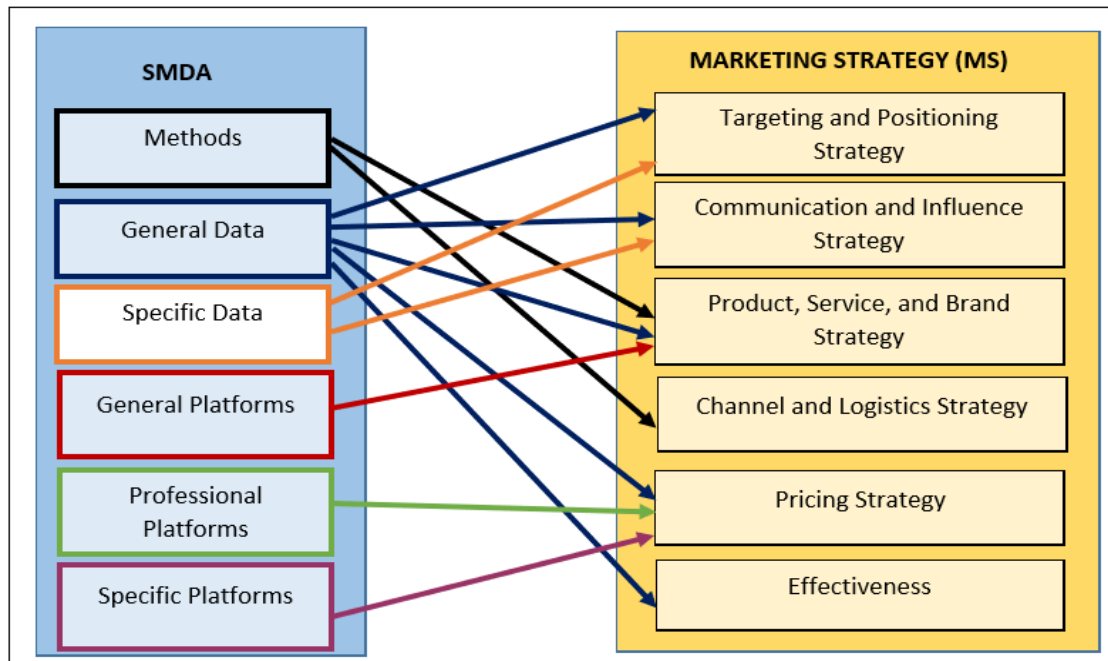 SMDA
Methods
General Data
Specific Data
General Platforms
Professional
Platforms
Specific Platforms
MARKETING STRATEGY (MS)
Targeting and Positioning
Strategy
Communication and Influence
Strategy
Product, Service, and Brand
Strategy
Channel and Logistics Strategy
Pricing Strategy
Effectiveness